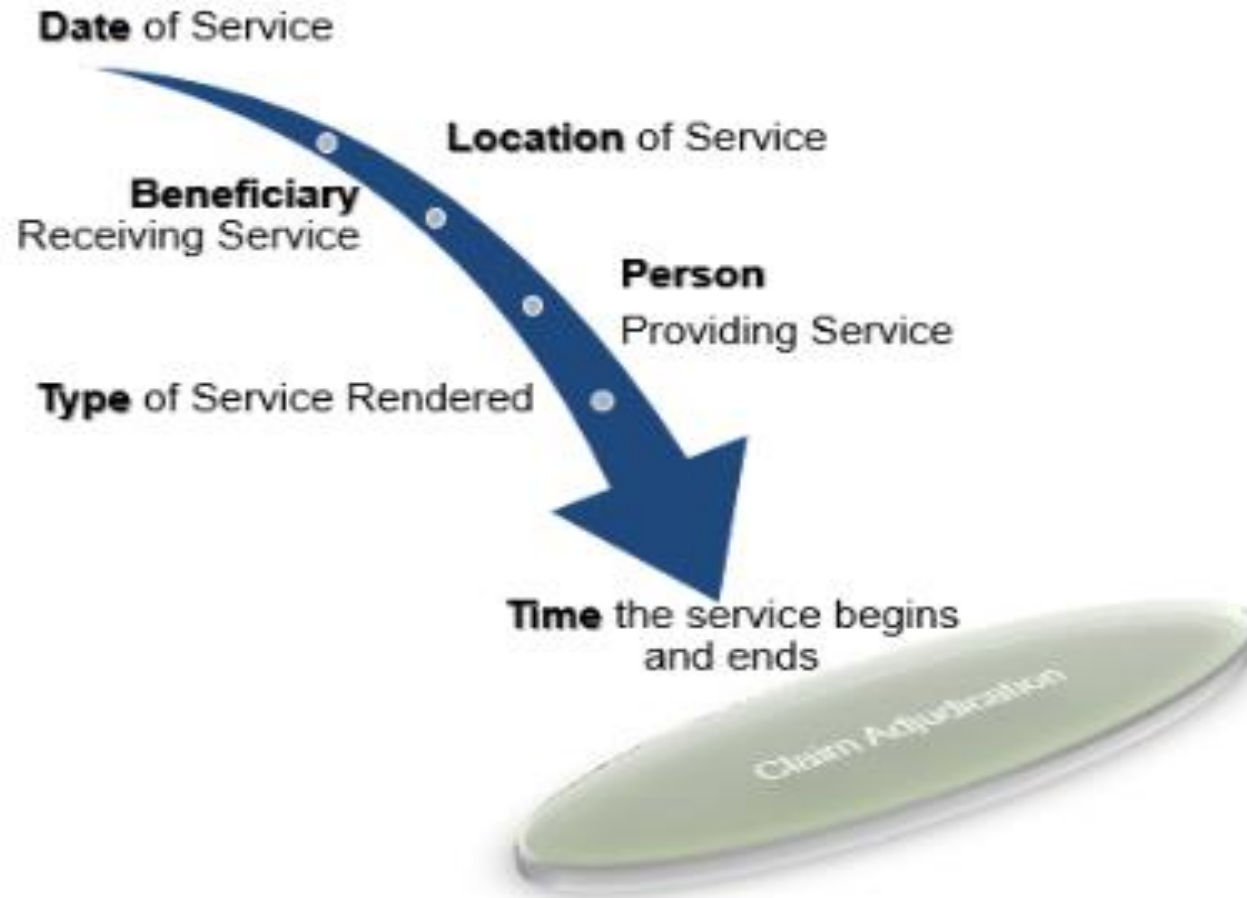 Date of Service
Location of Service
Beneficiary
Receiving Service
Person
Providing Service
Type of Service Rendered
Time the service begins
and ends
Claim Adjudication